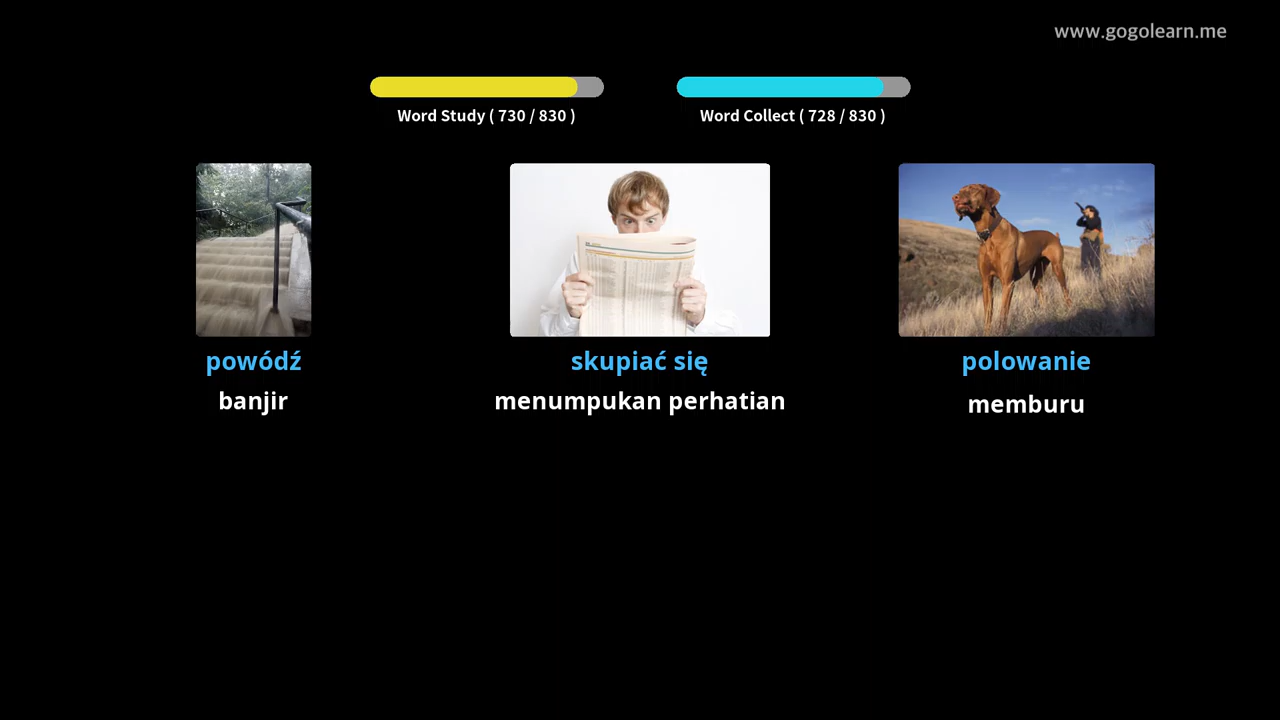 www.gogolearn.me
Word Study ( 730 / 830 )
Word Collect ( 728 / 830 )
powódź
skupiać się
polowanie
banjir
menumpukan perhatian
memburu